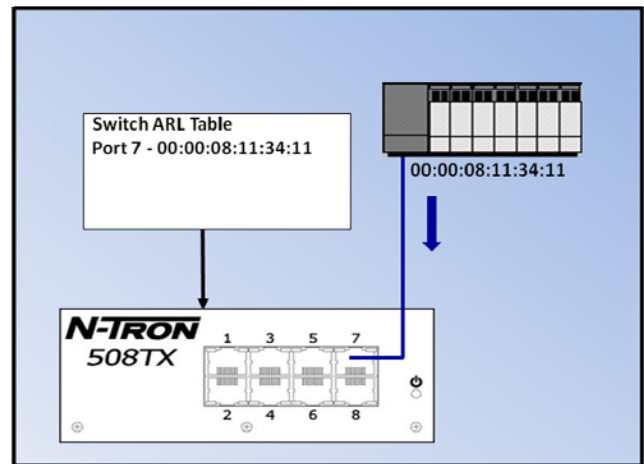 Switch ARL Table
Port 7 - 00:00:08:11:34:11
00:00:08:11:34:11
N-TRON
508TX
1 3 5 7
2 4 6 8